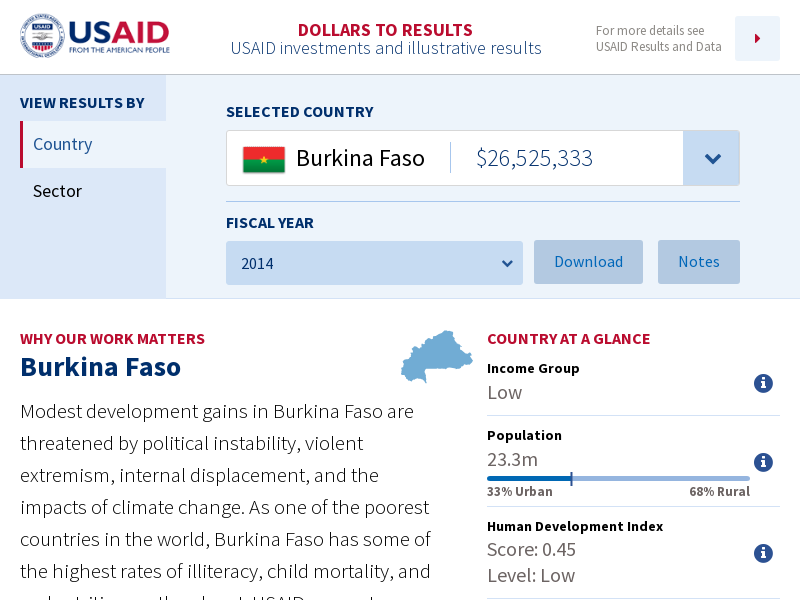 USAID
FROM THE AMERICAN PEOPLE
DOLLARS TO RESULTS
USAID investments and illustrative results
For more details see
USAID Results and Data
VIEW RESULTS BY
Country
Sector
SELECTED COUNTRY
Burkina Faso
$26,525,333
FISCAL YEAR
2014
Download
Notes
WHY OUR WORK MATTERS
Burkina Faso
Modest development gains in Burkina Faso are
threatened by political instability, violent
extremism, internal displacement, and the
impacts of climate change. As one of the poorest
countries in the world, Burkina Faso has some of
the highest rates of illiteracy, child mortality, and
COUNTRY AT A GLANCE
Income Group
Low
Population
23.3m
33% Urban
68% Rural
Human Development Index
Score: 0.45
Level: Low